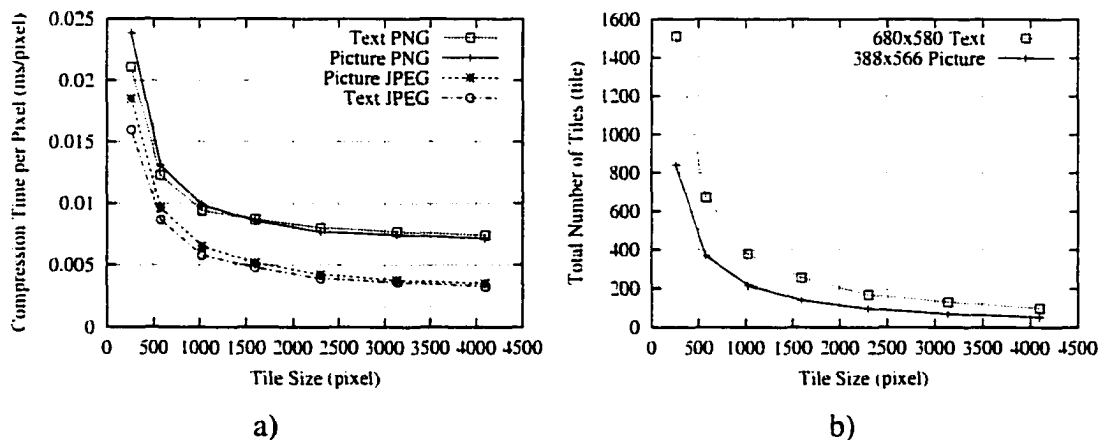 Compression Time per Pixel (ms/pixel)
0.025
0.02
0.015
0.01
0.005
0
Text PNG
Picture PNG
Picture JPEG
Text JPEG
0 500 1000 1500 2000 2500 3000 3500 4000 4500
Tile Size (pixel)
a)
Total Number of Tiles (tile)
1600
1400
1200
1000
800
600
400
200
0
680x580 Text
388x566 Picture
0 500 1000 1500 2000 2500 3000 3500 4000 4500
Tile Size (pixel)
b)